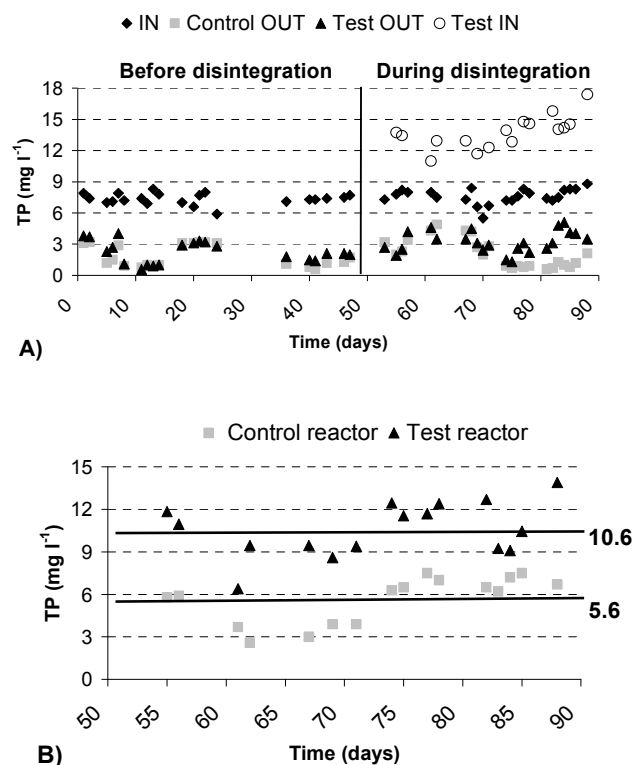 IN Control OUT Test OUT Test IN
Before disintegration During disintegration
TP (mg l⁻¹)
18
15
12
9
6
3
0
0 10 20 30 40 50 60 70 80 90
Time (days)
A)
Control reactor Test reactor
TP (mg l⁻¹)
15
12
9
6
3
0
10.6
5.6
50 55 60 65 70 75 80 85 90
Time (days)
B)